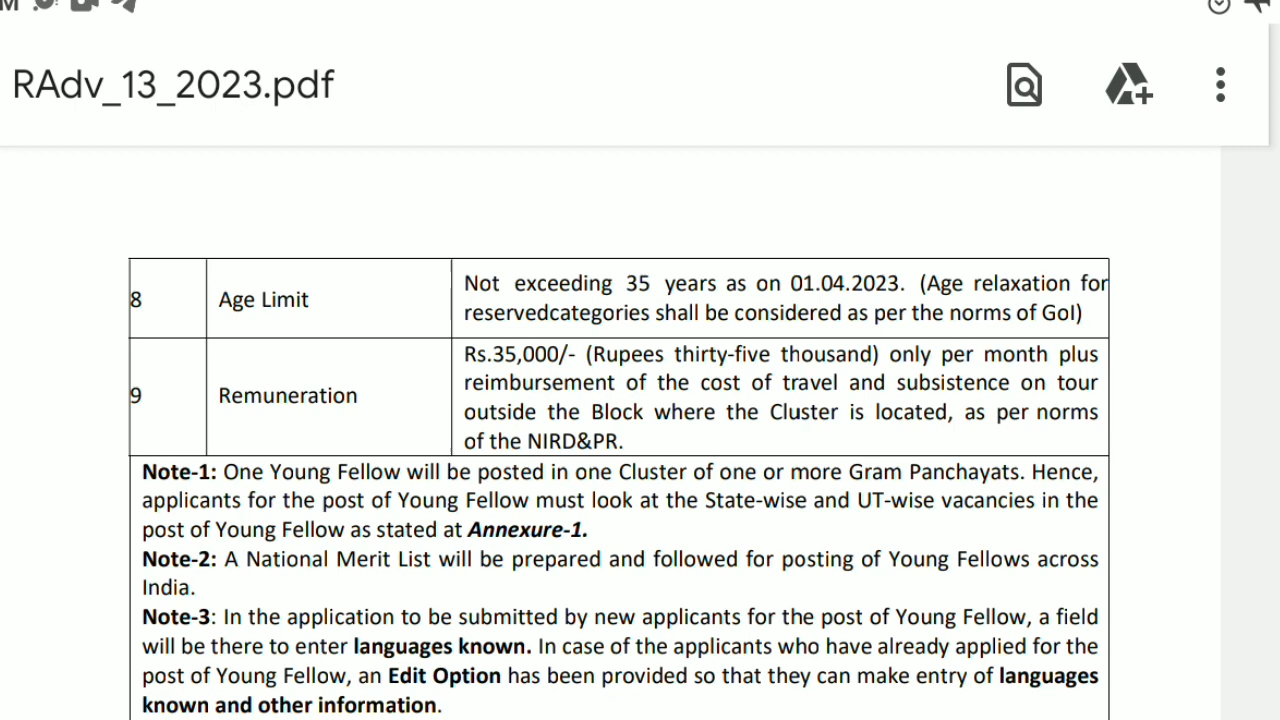 RAdv_13_2023.pdf
8 Age Limit Not exceeding 35 years as on 01.04.2023. (Age relaxation for
reservedcategories shall be considered as per the norms of GoI)
9 Remuneration Rs.35,000/- (Rupees thirty-five thousand) only per month plus
reimbursement of the cost of travel and subsistence on tour
outside the Block where the Cluster is located, as per norms
of the NIRD&PR.
Note-1: One Young Fellow will be posted in one Cluster of one or more Gram Panchayats. Hence,
applicants for the post of Young Fellow must look at the State-wise and UT-wise vacancies in the
post of Young Fellow as stated at Annexure-1.
Note-2: A National Merit List will be prepared and followed for posting of Young Fellows across
India.
Note-3: In the application to be submitted by new applicants for the post of Young Fellow, a field
will be there to enter languages known. In case of the applicants who have already applied for the
post of Young Fellow, an Edit Option has been provided so that they can make entry of languages
known and other information.